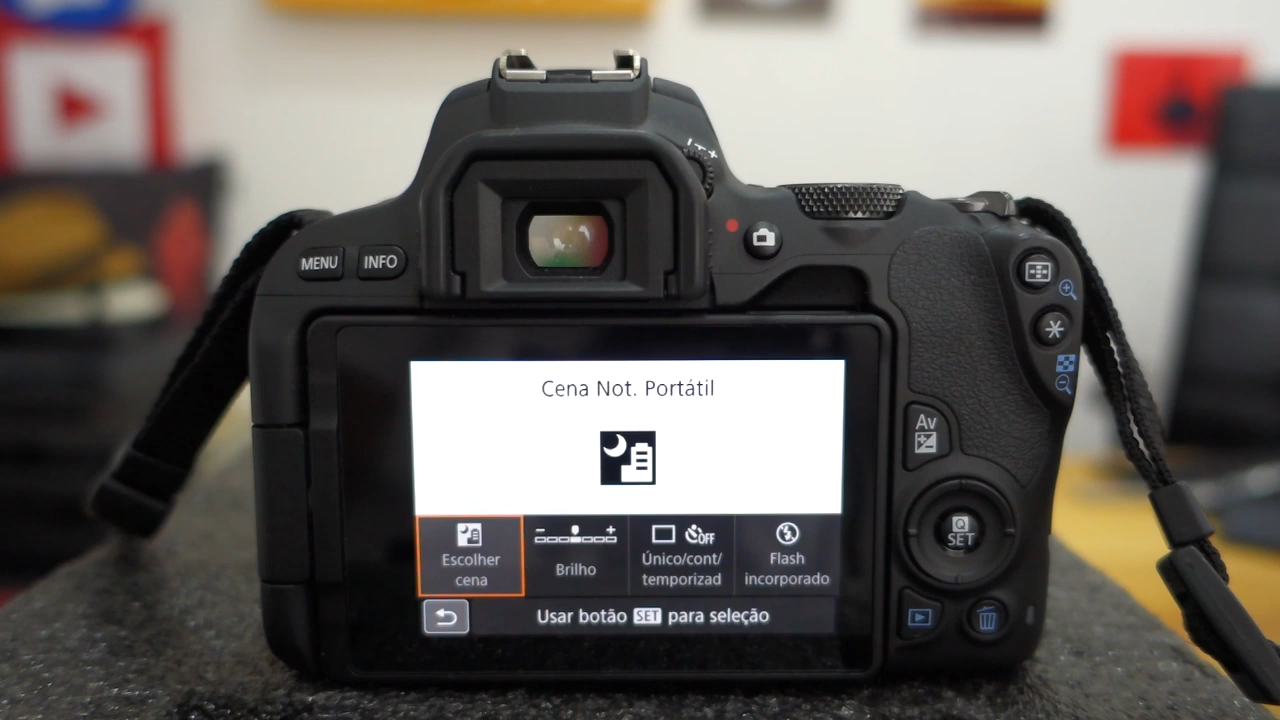 MENU INFO
Cena Not. Portátil
Av
Q
SET
Escolher
cena
Brilho
OFF
Único/cont/
temporizad
Flash
incorporado
Usar botão SET para seleção